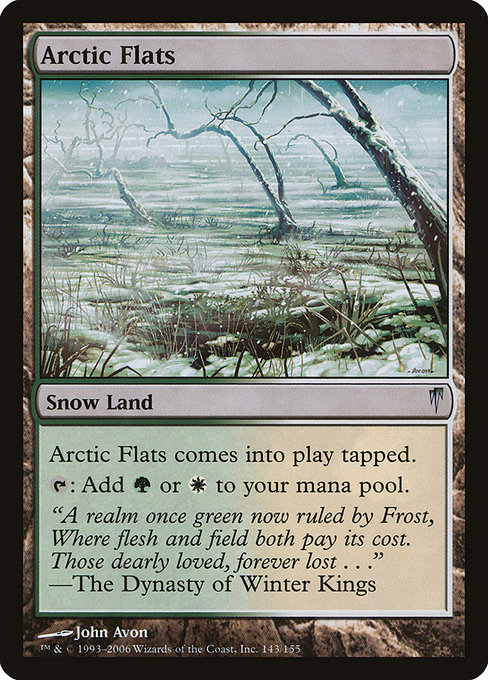 Arctic Flats
-Avon-
Snow Land
Arctic Flats comes into play tapped.
: Add or to your mana pool.
“A realm once green now ruled by Frost,
Where flesh and field both pay its cost.
Those dearly loved, forever lost . . .”
—The Dynasty of Winter Kings
John Avon
™ & © 1993–2006 Wizards of the Coast, Inc. 143/155